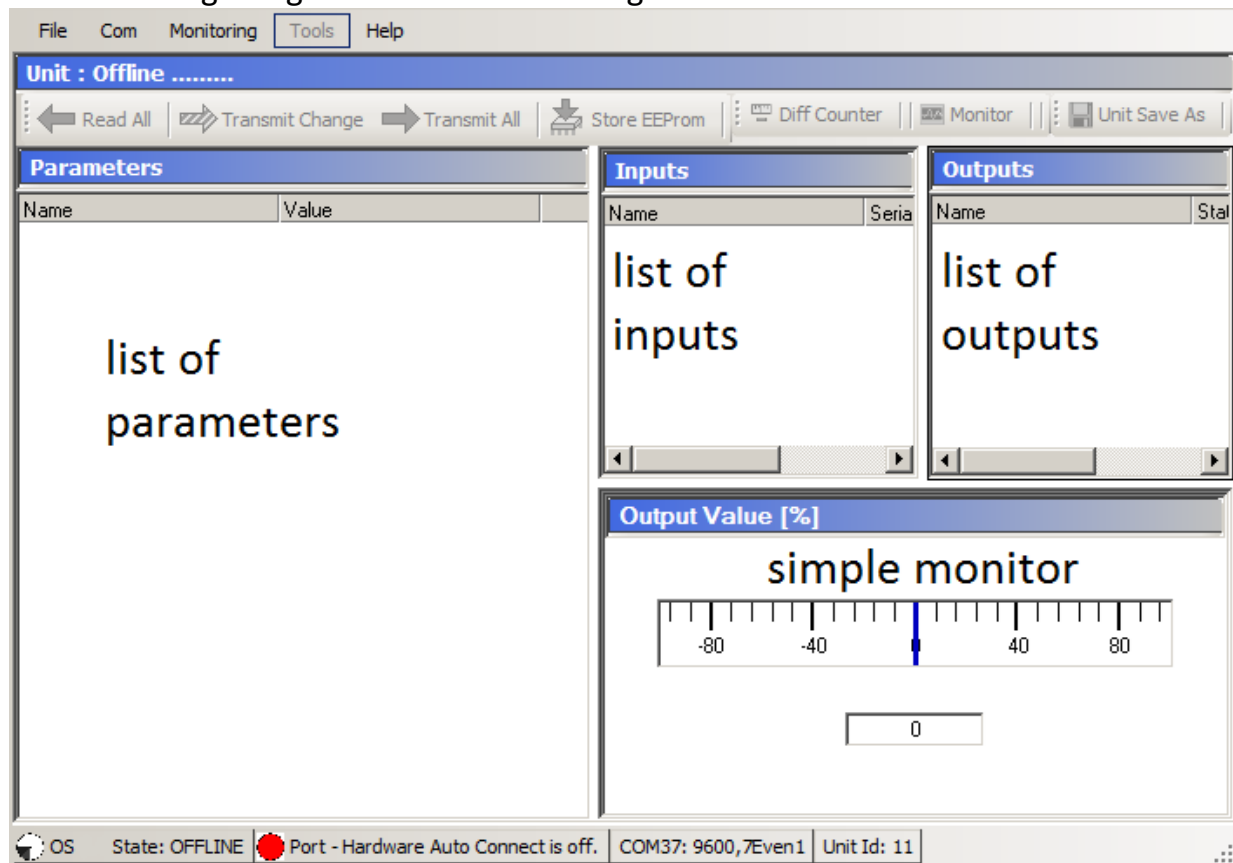 File Com Monitoring Tools Help
Unit : Offline .........
Read All Transmit Change Transmit All Store EEProm Diff Counter Monitor Unit Save As
Parameters
Name Value
list of
parameters
Inputs
Name Seria
list of
inputs
Outputs
Name Stat
list of
outputs
Output Value [%]
simple monitor
-80 -40 0 40 80
0
OS State: OFFLINE Port - Hardware Auto Connect is off. COM37: 9600,7Even1 Unit Id: 11